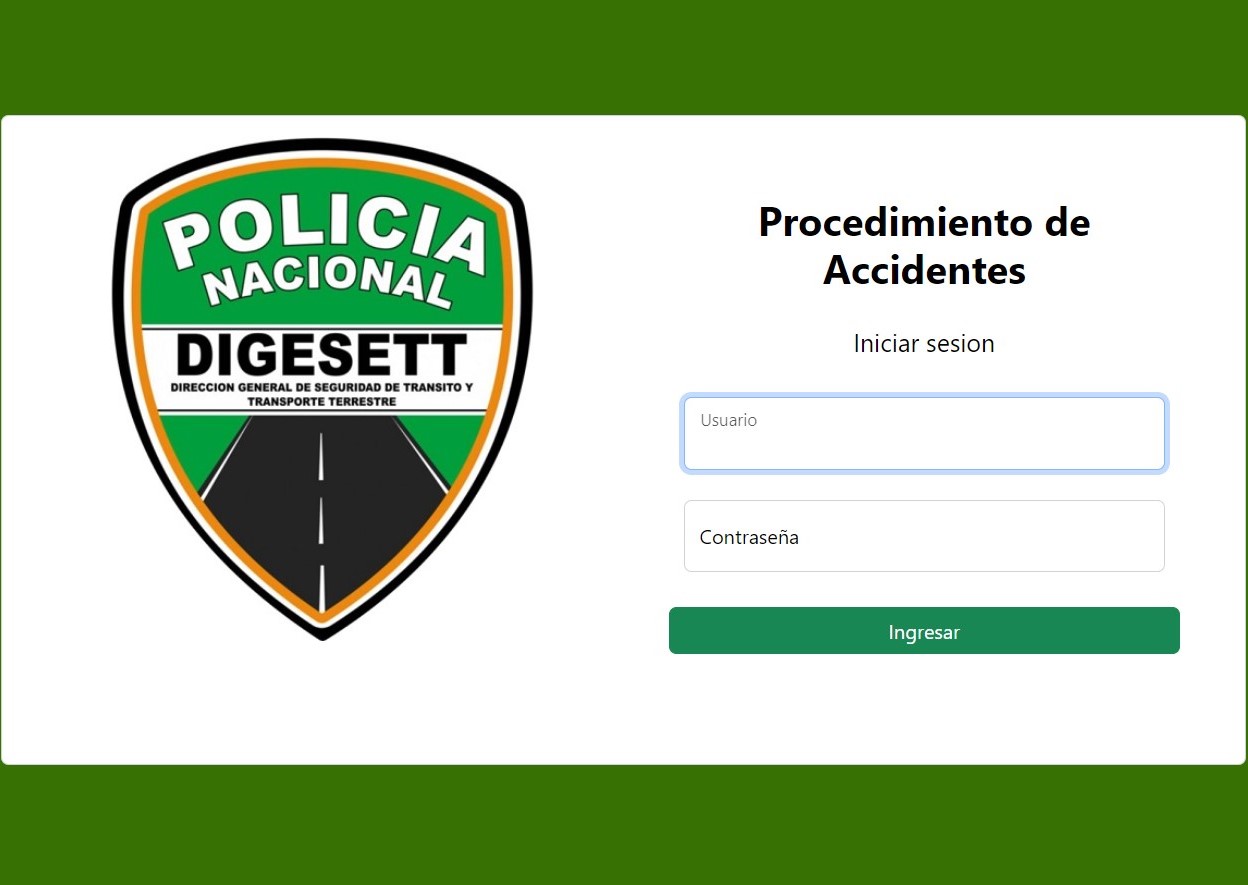 POLICIA
NACIONAL
DIGESETT
DIRECCION GENERAL DE SEGURIDAD DE TRANSITO Y
TRANSPORTE TERRESTRE
Procedimiento de
Accidentes
Iniciar sesion
Usuario
Contraseña
Ingresar